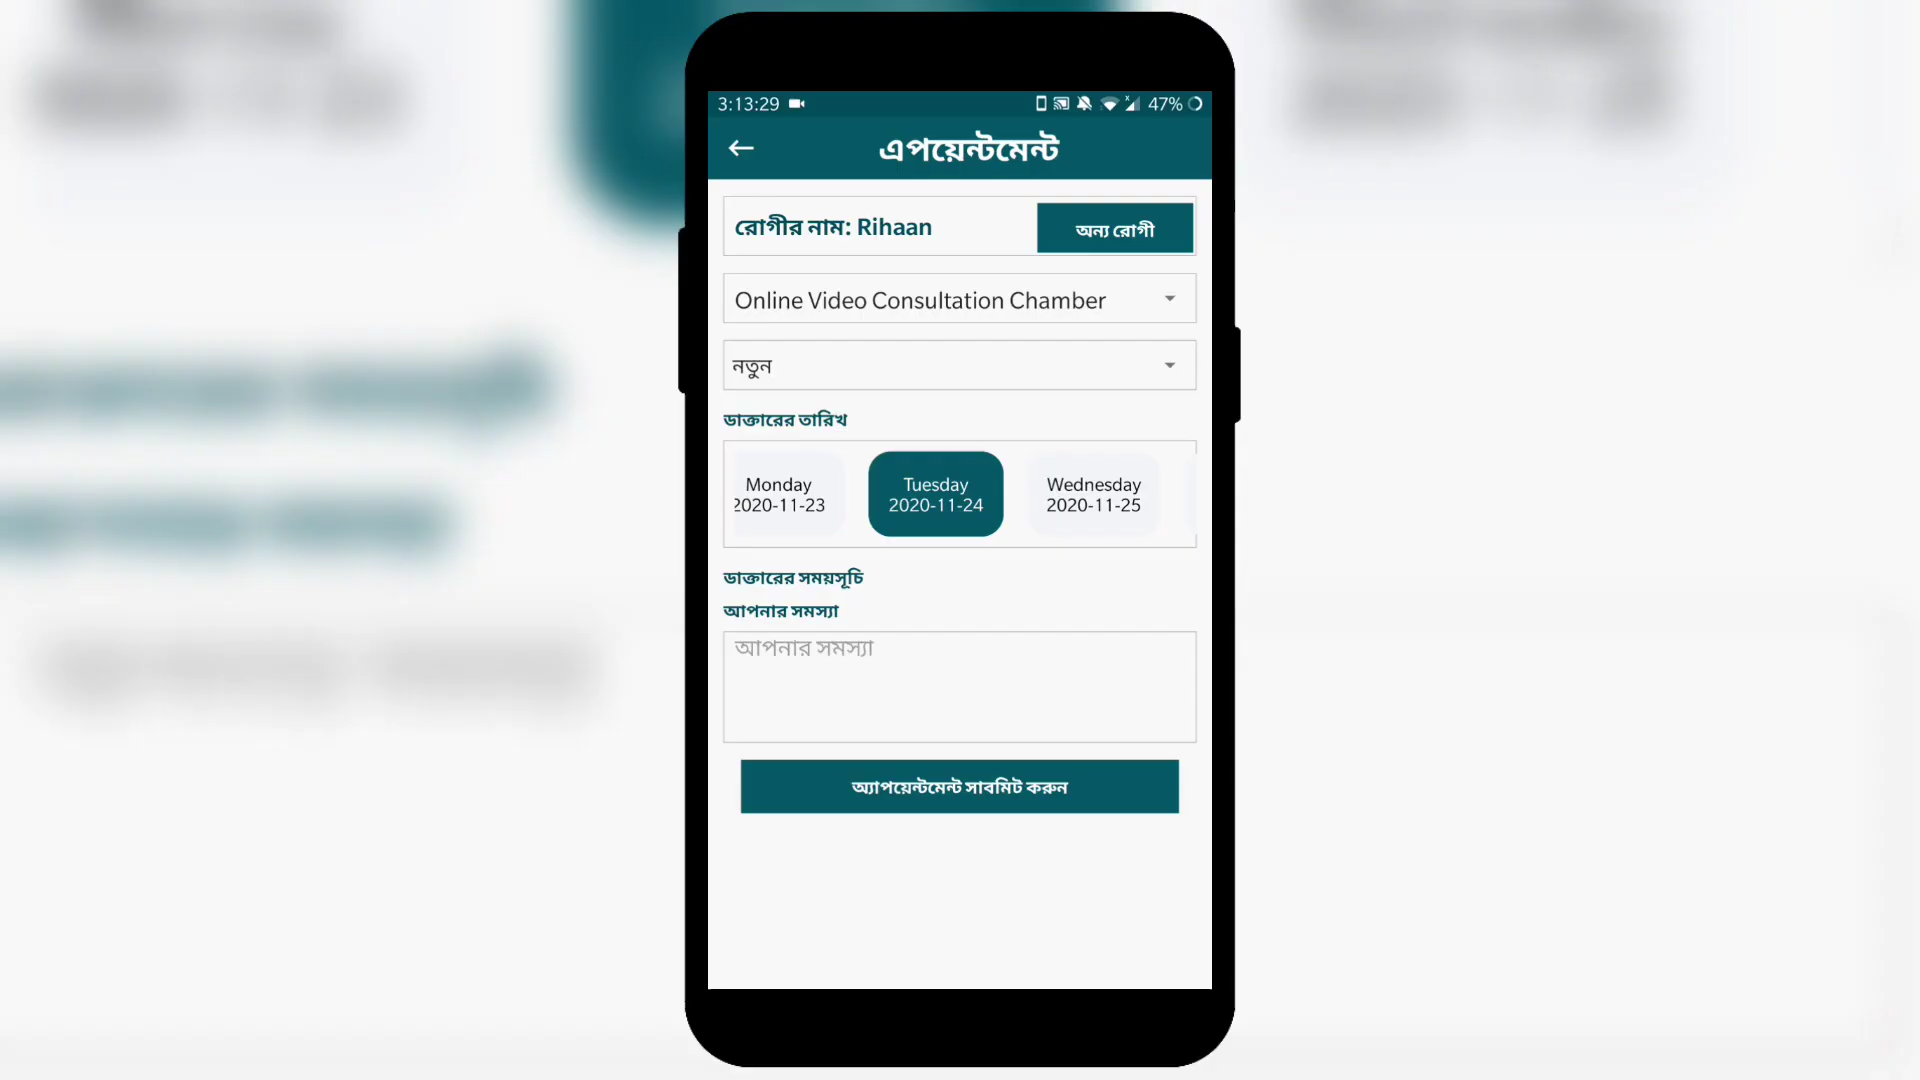 3:13:29 47%
এপয়েন্টমেন্ট
রোগীর নাম: Rihaan
অন্য রোগী
Online Video Consultation Chamber
নতুন
ডাক্তারের তারিখ
Monday
2020-11-23
Tuesday
2020-11-24
Wednesday
2020-11-25
ডাক্তারের সময়সূচি
আপনার সমস্যা
আপনার সমস্যা
অ্যাপয়েন্টমেন্ট সাবমিট করুন